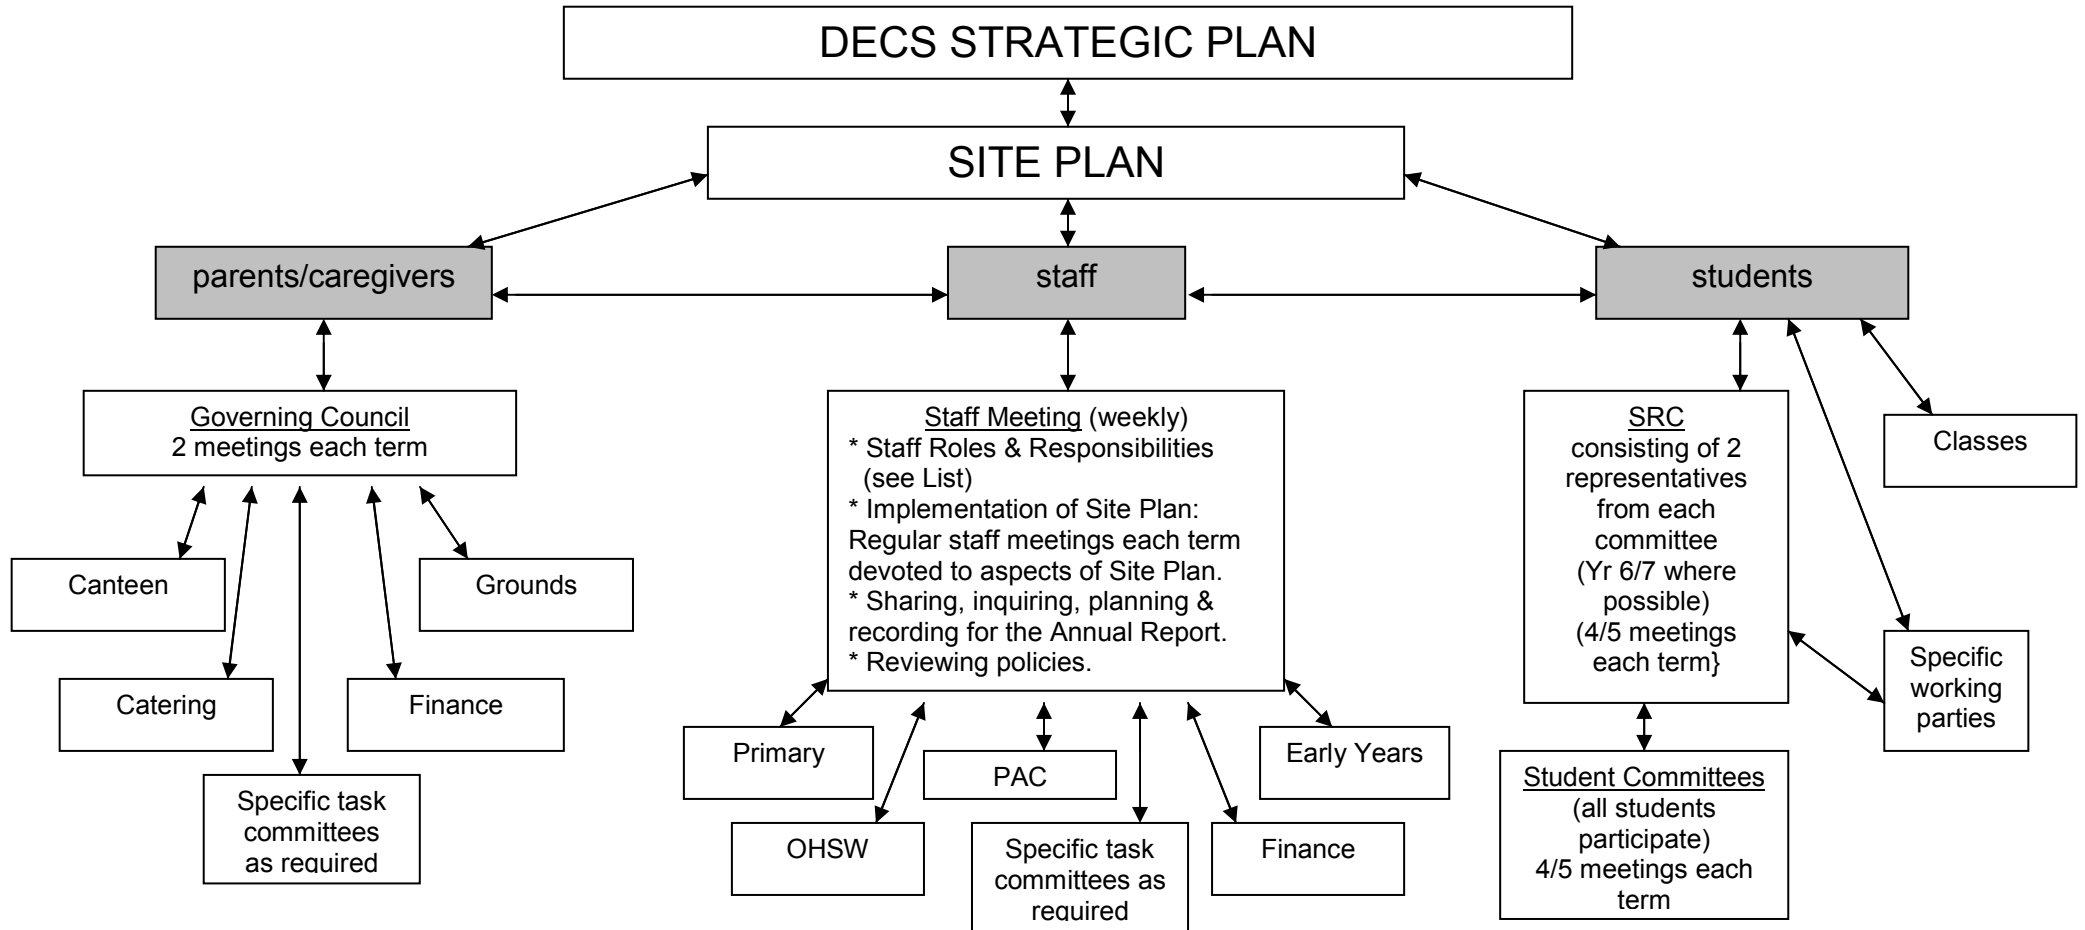 DECS STRATEGIC PLAN
SITE PLAN
parents/caregivers
staff
students
Governing Council
2 meetings each term
Canteen
Grounds
Catering
Finance
Specific task
committees
as required
Staff Meeting (weekly)
* Staff Roles & Responsibilities
(see List)
* Implementation of Site Plan:
Regular staff meetings each term
devoted to aspects of Site Plan.
* Sharing, inquiring, planning &
recording for the Annual Report.
* Reviewing policies.
Primary
PAC
Early Years
OHSW
Specific task
committees as
required
Finance
SRC
consisting of 2
representatives
from each
committee
(Yr 6/7 where
possible)
(4/5 meetings
each term}
Classes
Specific
working
parties
Student Committees
(all students
participate)
4/5 meetings each
term